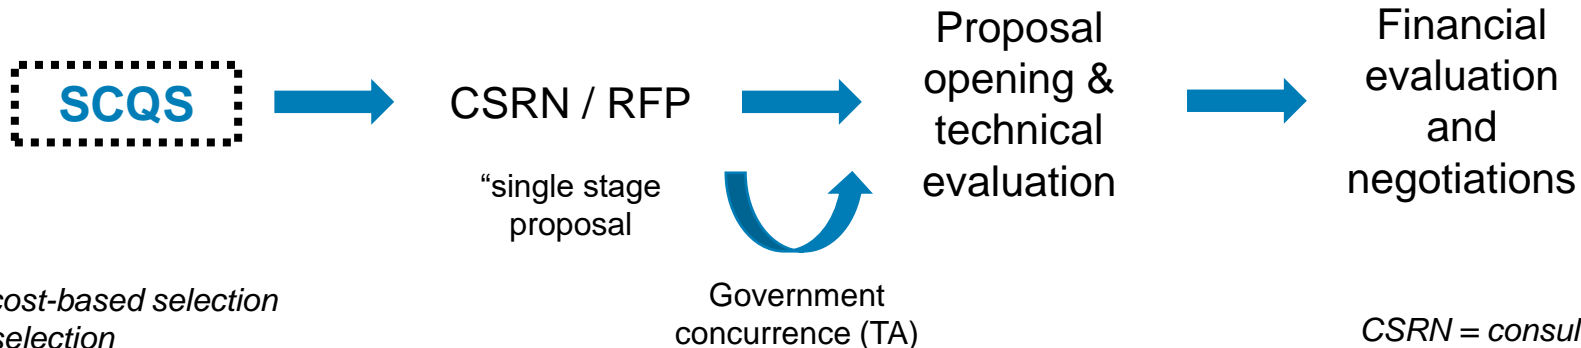 SCQS
CSRN / RFP
“single stage
proposal
Proposal
opening &
technical
evaluation
Financial
evaluation
and
negotiations
Government
concurrence (TA)
cost-based selection
selection
CSRN = consul